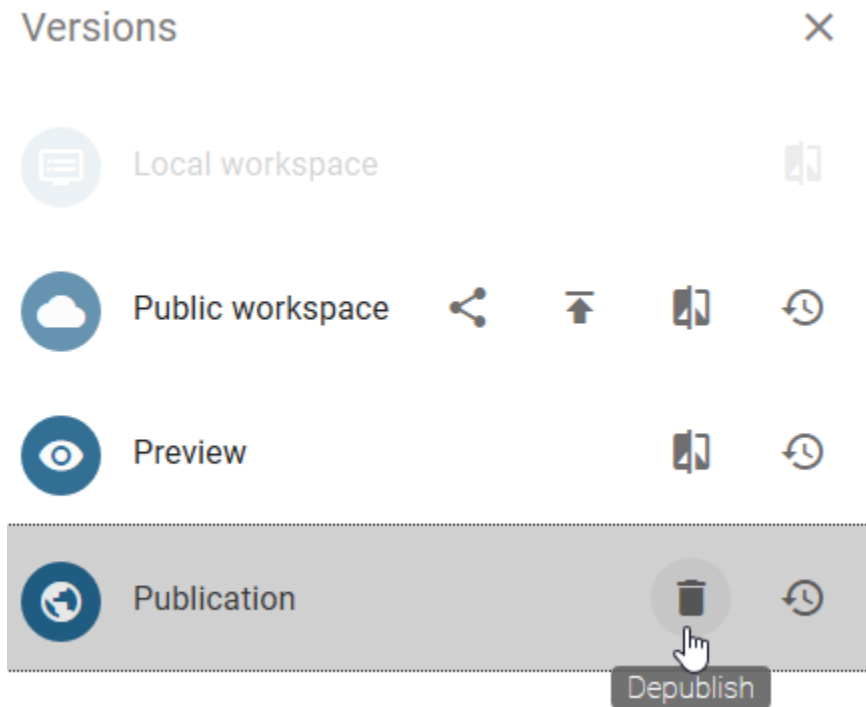 Versions
Local workspace
Public workspace
Preview
Publication
Depublish